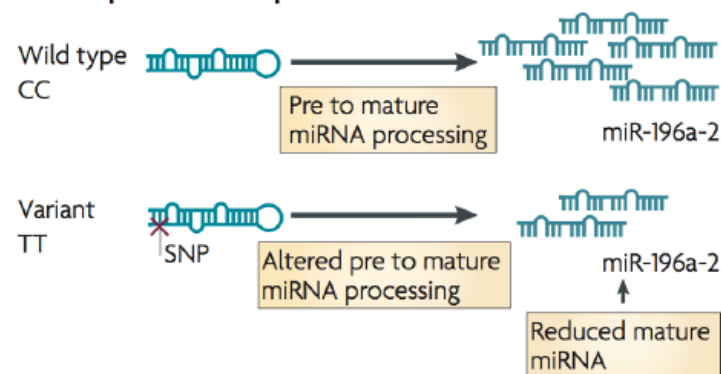 Wild type
CC
Pre to mature
miRNA processing
miR-196a-2
Variant
TT
SNP
Altered pre to mature
miRNA processing
miR-196a-2
Reduced mature
miRNA